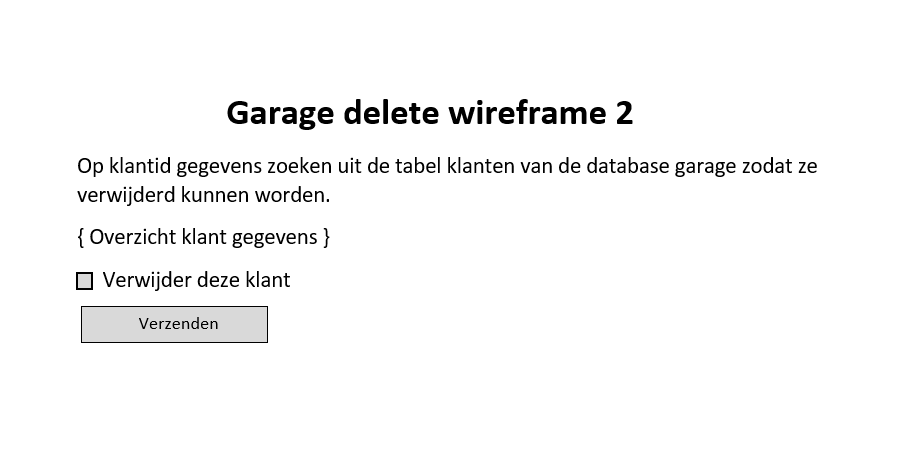 Garage delete wireframe 2
Op klantid gegevens zoeken uit de tabel klanten van de database garage zodat ze
verwijderd kunnen worden.
{ Overzicht klant gegevens }
Verwijder deze klant
Verzenden